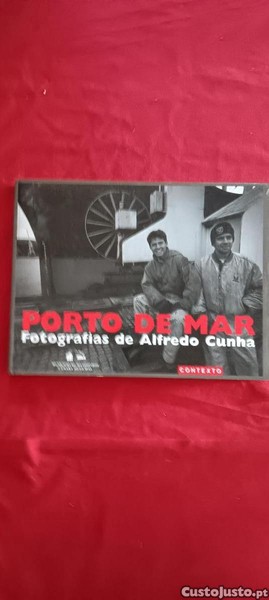 PORTO DE MAR
Fotografias de Alfredo Cunha
CONTEXTO
CustoJusto.pt